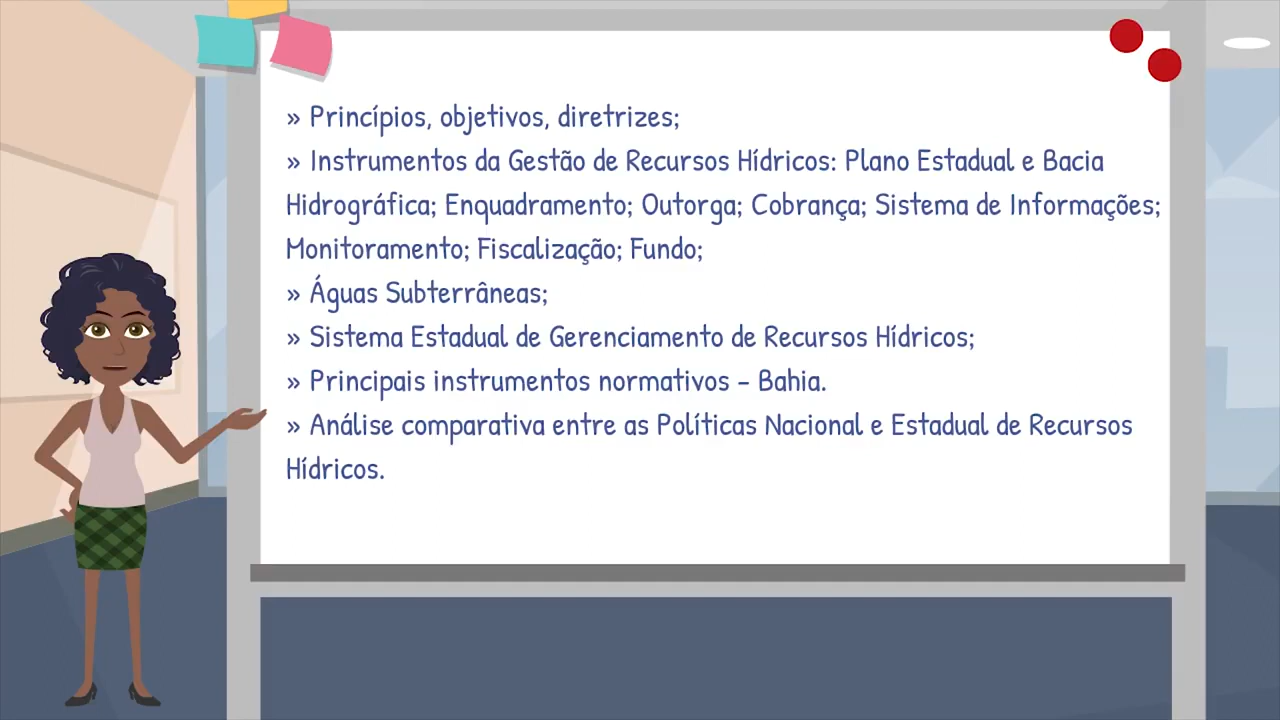 » Princípios, objetivos, diretrizes;
» Instrumentos da Gestão de Recursos Hídricos: Plano Estadual e Bacia
Hidrográfica; Enquadramento; Outorga; Cobrança; Sistema de Informações;
Monitoramento; Fiscalização; Fundo;
» Águas Subterrâneas;
» Sistema Estadual de Gerenciamento de Recursos Hídricos;
» Principais instrumentos normativos – Bahia.
» Análise comparativa entre as Políticas Nacional e Estadual de Recursos
Hídricos.